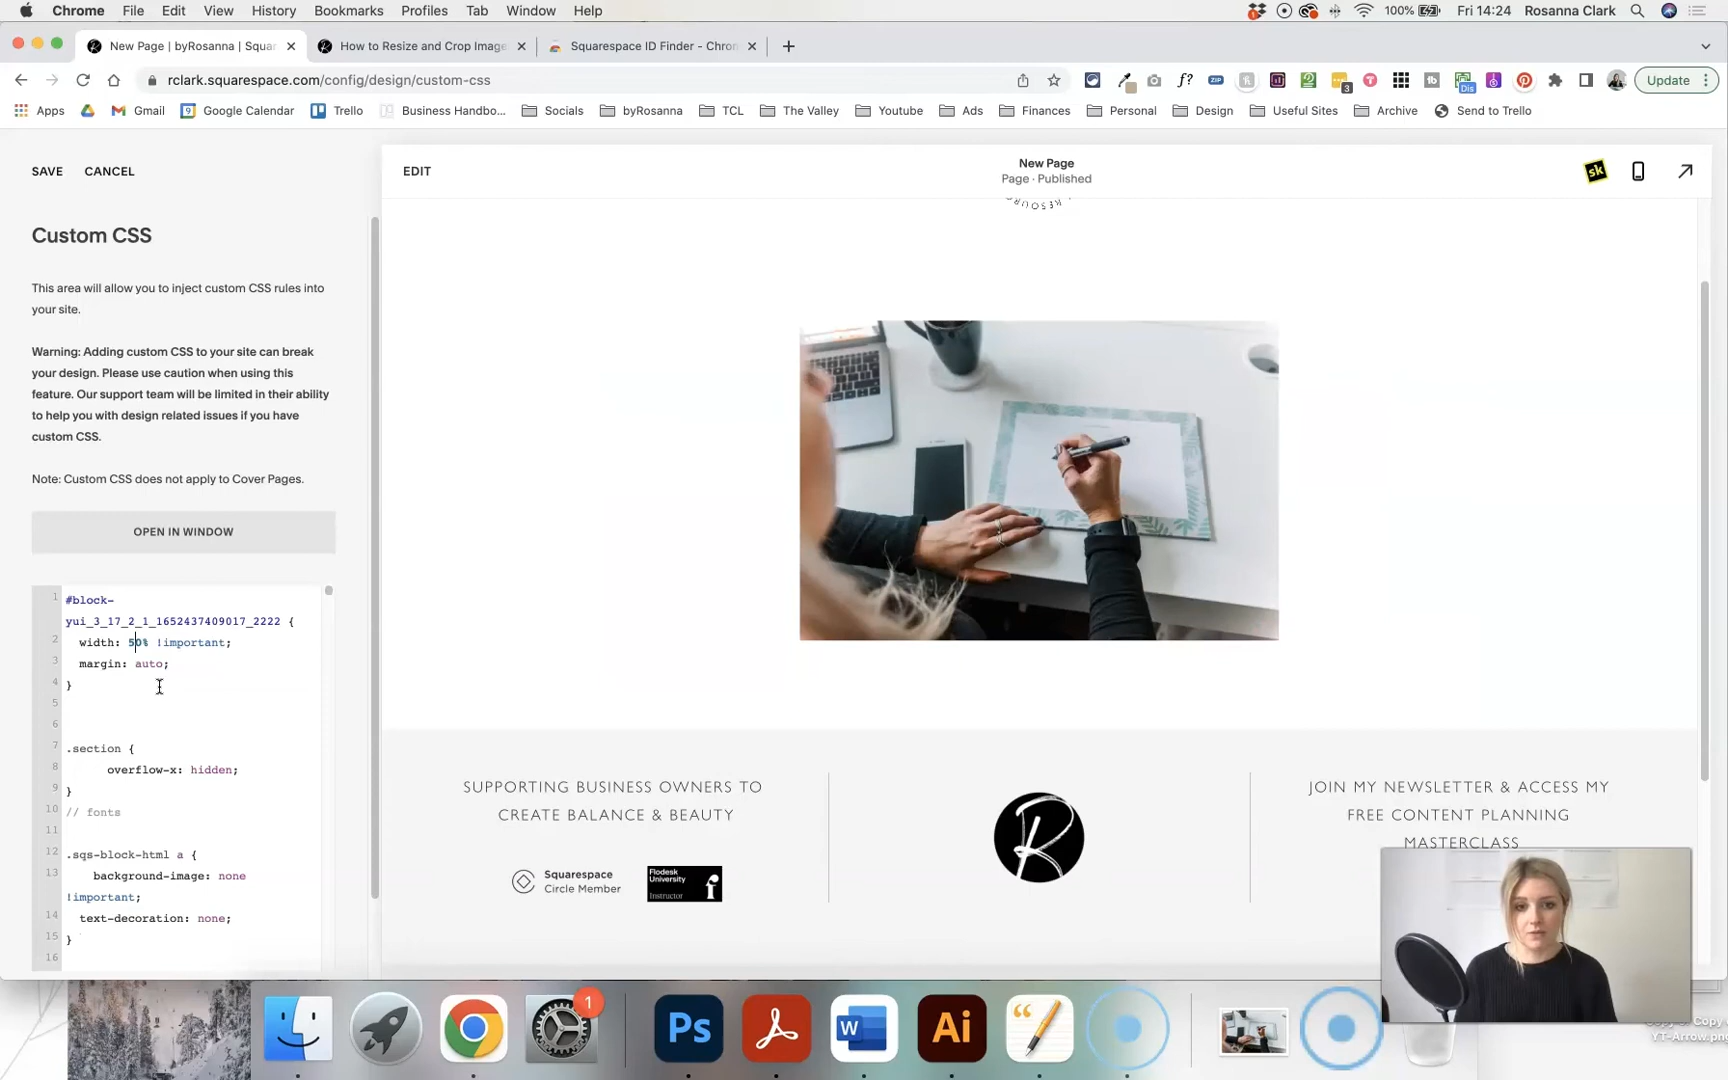 Chrome File Edit View History Bookmarks Profiles Tab Window Help
100% Fri 14:24 Rosanna Clark
New Page | byRosanna | Squar
How to Resize and Crop Image
Squarespace ID Finder - Chrom
rclark.squarespace.com/config/design/custom-css
Update
Apps Gmail Google Calendar Trello Business Handbo... Socials byRosanna TCL The Valley Youtube Ads Finances Personal Design Useful Sites Archive Send to Trello
SAVE CANCEL
EDIT
New Page
Page · Published
sk
Custom CSS
This area will allow you to inject custom CSS rules into
your site.
Warning: Adding custom CSS to your site can break
your design. Please use caution when using this
feature. Our support team will be limited in their ability
to help you with design related issues if you have
custom CSS.
Note: Custom CSS does not apply to Cover Pages.
OPEN IN WINDOW
1 #block-
yui_3_17_2_1_1652437409017_2222 {
2 width: 50% !important;
3 margin: auto;
4 }
5
6
7 .section {
8 overflow-x: hidden;
9 }
10 // fonts
11
12 .sqs-block-html a {
13 background-image: none
!important;
14 text-decoration: none;
15 }
16
SUPPORTING BUSINESS OWNERS TO
CREATE BALANCE & BEAUTY
Squarespace
Circle Member
Flodesk
University
Instructor
f
R
JOIN MY NEWSLETTER & ACCESS MY
FREE CONTENT PLANNING
MASTERCLASS
1
Ps
W
Ai
YT-Arrow.png